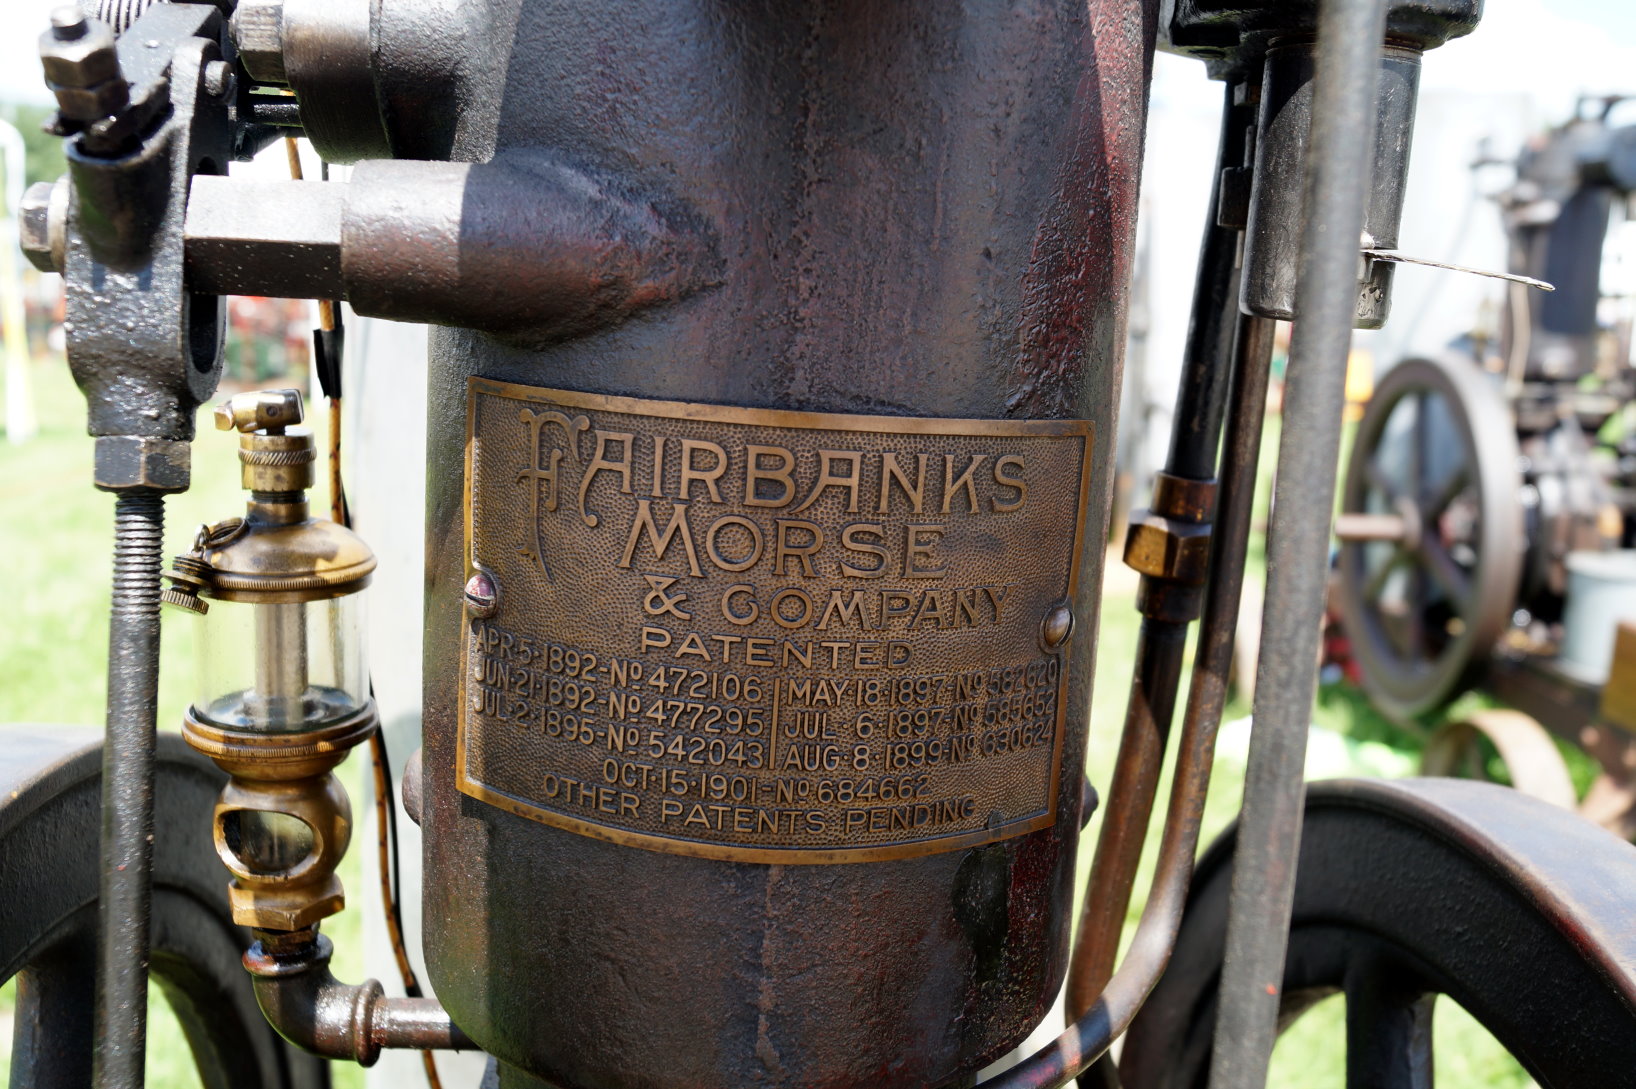 FAIRBANKS
MORSE
& COMPANY
PATENTED
APR·5·1892-No 472106
JUN·21·1892-No 477295
JUL·2·1895-No 542043
MAY·18·1897-No 582620
JUL 6·1897-No 585652
AUG·8·1899-No 630624
OCT·15·1901-No 684662
OTHER PATENTS PENDING